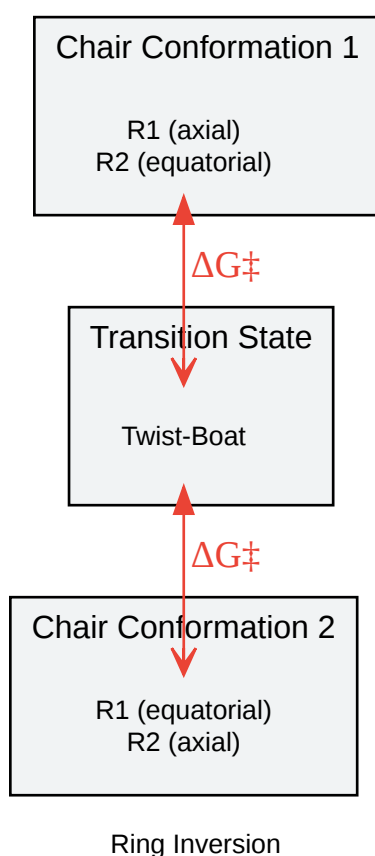 Chair Conformation 1
R1 (axial)
R2 (equatorial)
ΔG‡
Transition State
Twist-Boat
ΔG‡
Chair Conformation 2
R1 (equatorial)
R2 (axial)
Ring Inversion